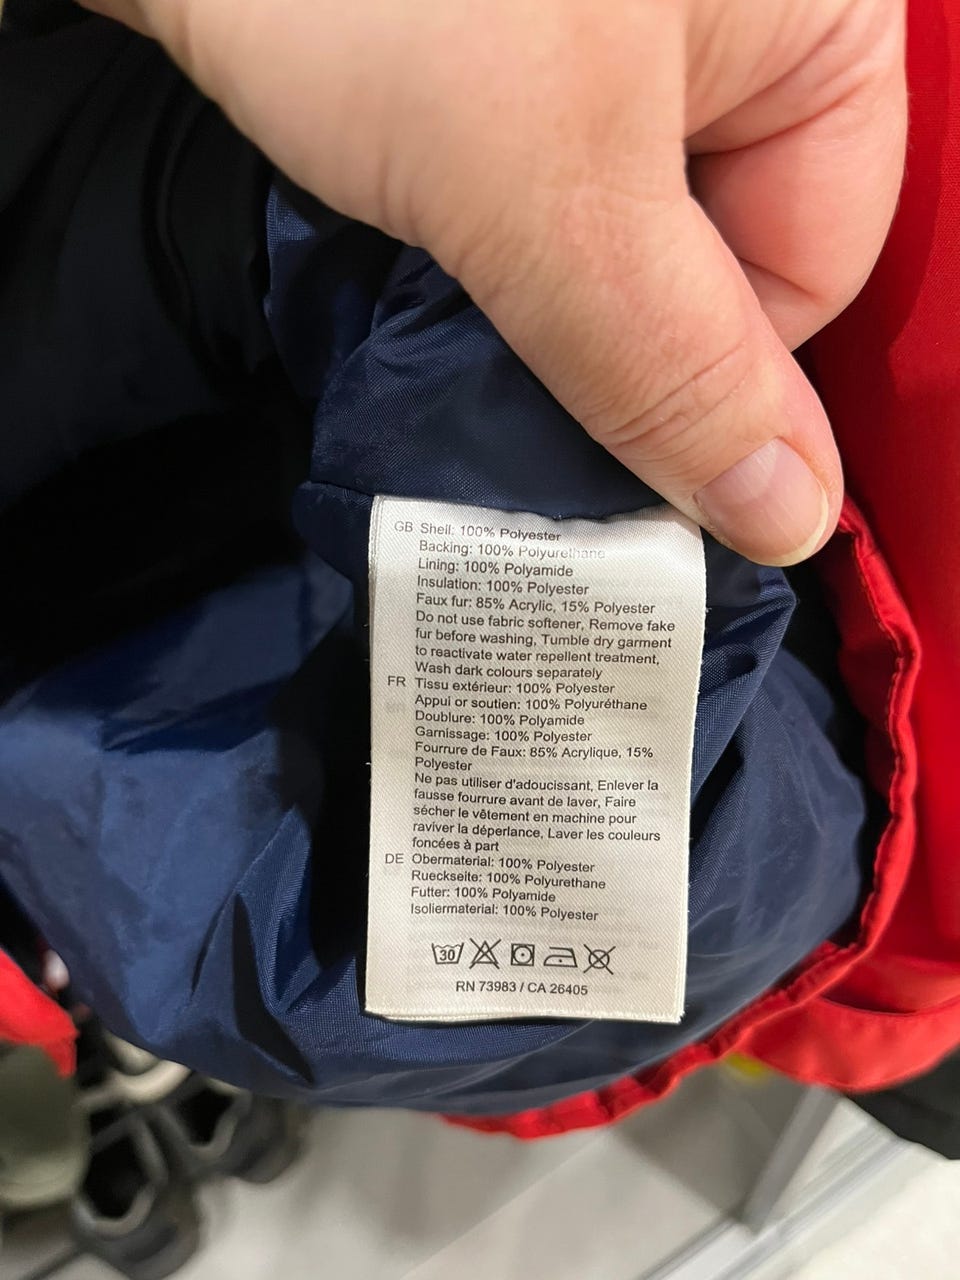 GB Shell: 100% Polyester
Backing: 100% Polyurethane
Lining: 100% Polyamide
Insulation: 100% Polyester
Faux fur: 85% Acrylic, 15% Polyester
Do not use fabric softener, Remove fake
fur before washing, Tumble dry garment
to reactivate water repellent treatment,
Wash dark colours separately
FR Tissu extérieur: 100% Polyester
Appui or soutien: 100% Polyuréthane
Doublure: 100% Polyamide
Garnissage: 100% Polyester
Fourrure de Faux: 85% Acrylique, 15%
Polyester
Ne pas utiliser d'adoucissant, Enlever la
fausse fourrure avant de laver, Faire
sécher le vêtement en machine pour
raviver la déperlance, Laver les couleurs
foncées à part
DE Obermaterial: 100% Polyester
Rueckseite: 100% Polyurethane
Futter: 100% Polyamide
Isoliermaterial: 100% Polyester
30
RN 73983 / CA 26405